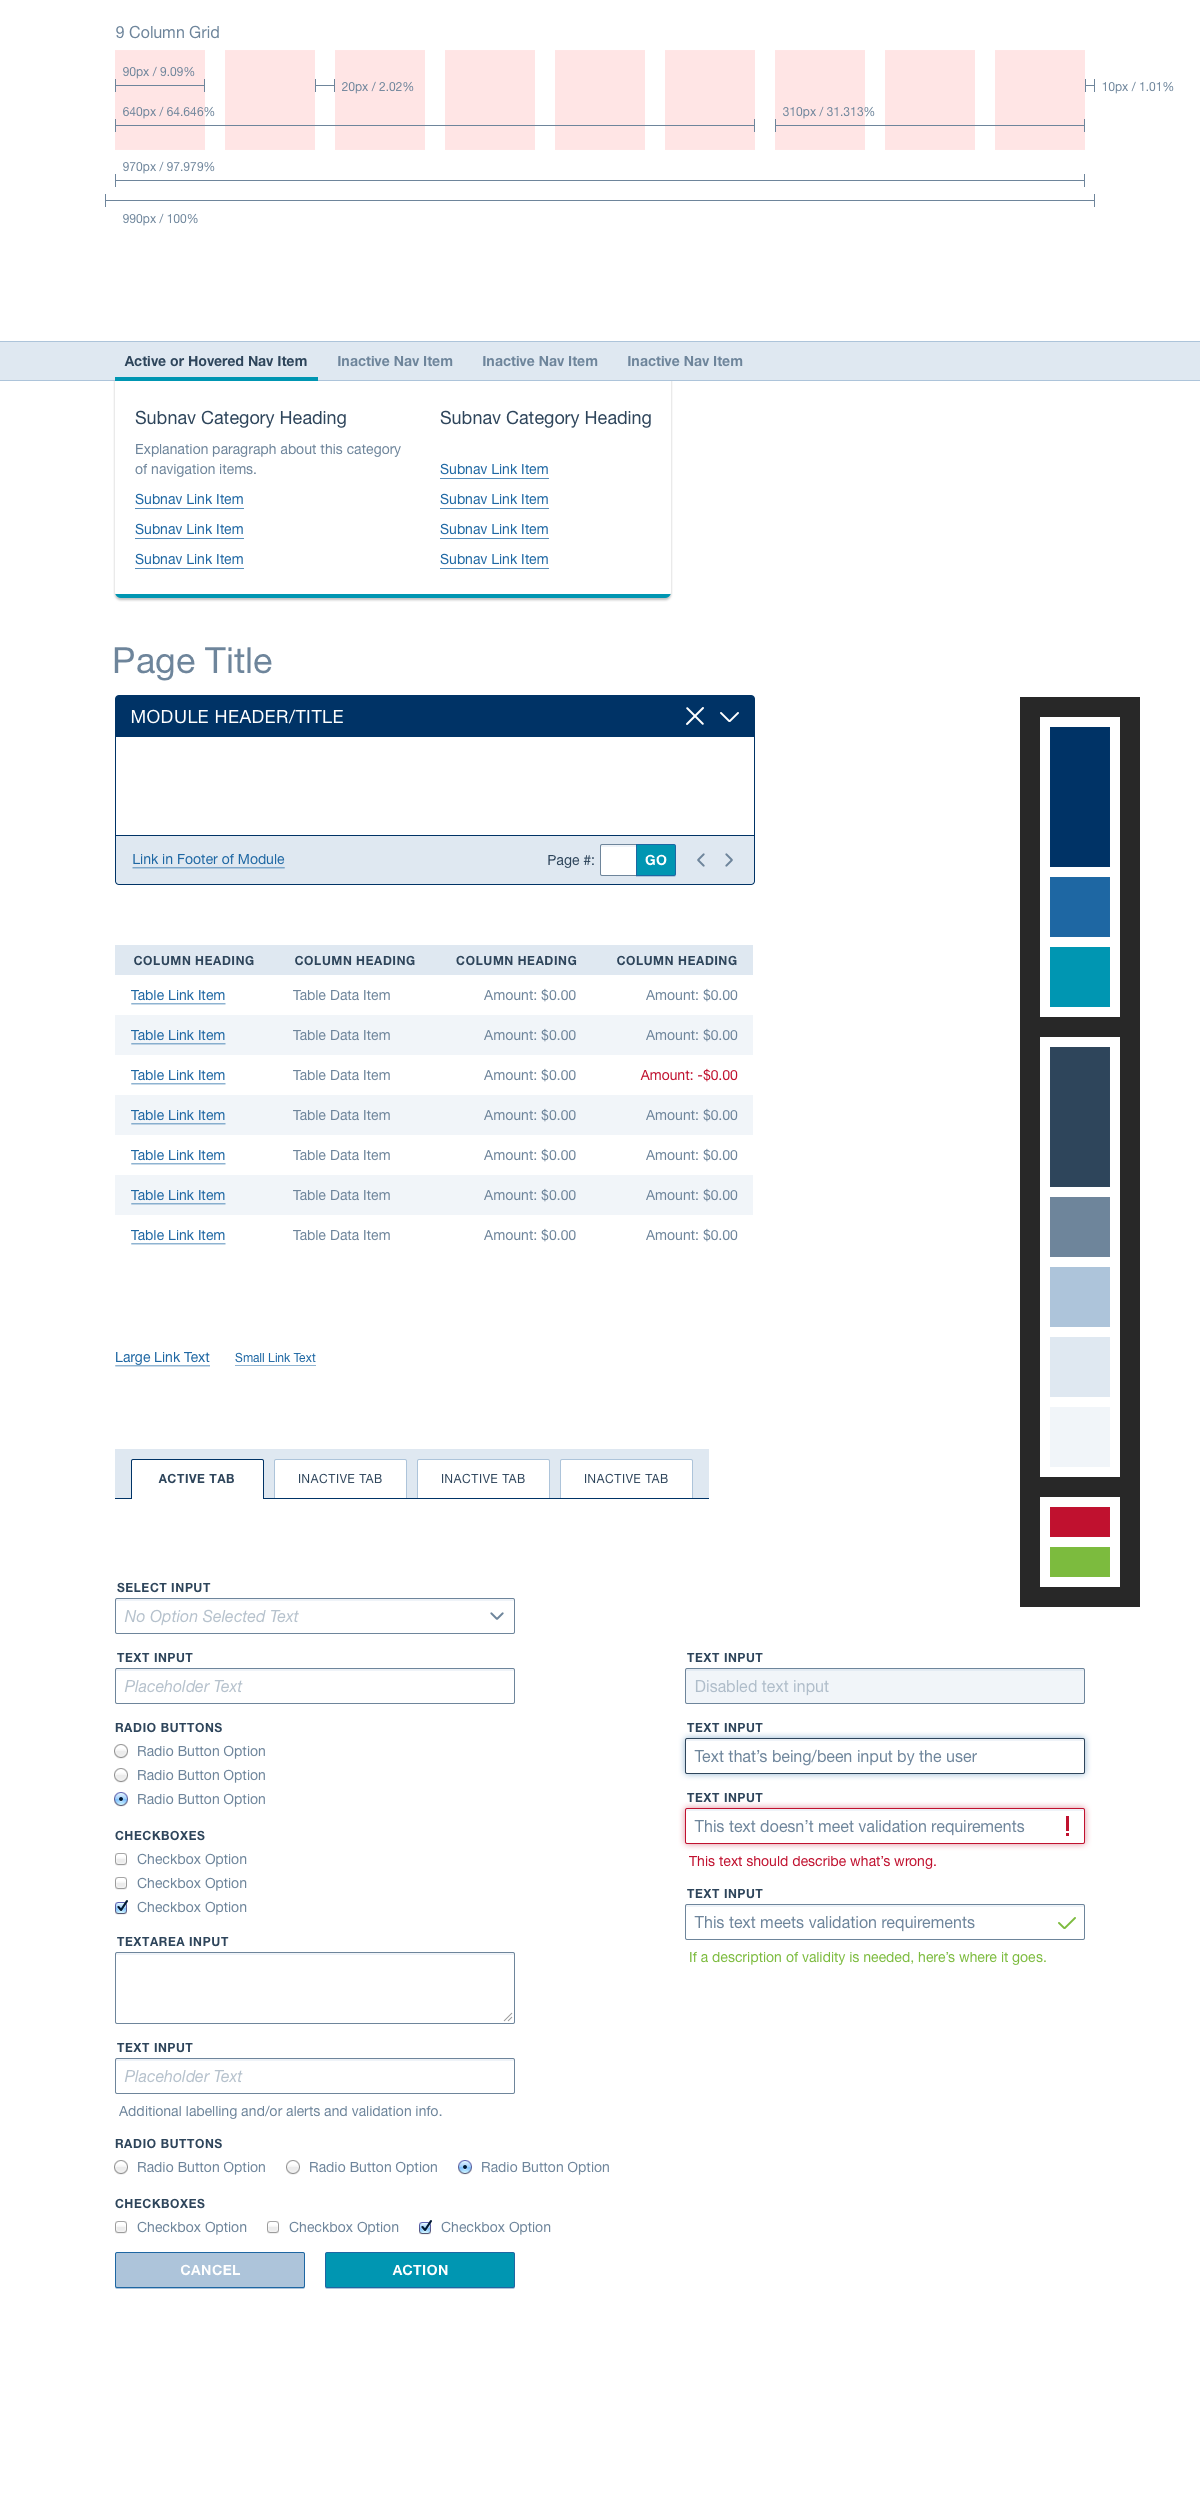 9 Column Grid
90px / 9.09%
20px / 2.02%
10px / 1.01%
640px / 64.646%
310px / 31.313%
970px / 97.979%
990px / 100%
Active or Hovered Nav Item Inactive Nav Item Inactive Nav Item Inactive Nav Item
Subnav Category Heading
Explanation paragraph about this category
of navigation items.
Subnav Link Item
Subnav Link Item
Subnav Link Item
Subnav Category Heading
Subnav Link Item
Subnav Link Item
Subnav Link Item
Subnav Link Item
Page Title
MODULE HEADER/TITLE
Link in Footer of Module Page #: GO
COLUMN HEADING COLUMN HEADING COLUMN HEADING COLUMN HEADING
Table Link Item Table Data Item Amount: $0.00 Amount: $0.00
Table Link Item Table Data Item Amount: $0.00 Amount: $0.00
Table Link Item Table Data Item Amount: $0.00 Amount: -$0.00
Table Link Item Table Data Item Amount: $0.00 Amount: $0.00
Table Link Item Table Data Item Amount: $0.00 Amount: $0.00
Table Link Item Table Data Item Amount: $0.00 Amount: $0.00
Table Link Item Table Data Item Amount: $0.00 Amount: $0.00
Large Link Text Small Link Text
ACTIVE TAB INACTIVE TAB INACTIVE TAB INACTIVE TAB
SELECT INPUT
No Option Selected Text
TEXT INPUT
Placeholder Text
RADIO BUTTONS
Radio Button Option
Radio Button Option
Radio Button Option
CHECKBOXES
Checkbox Option
Checkbox Option
Checkbox Option
TEXTAREA INPUT
TEXT INPUT
Placeholder Text
Additional labelling and/or alerts and validation info.
RADIO BUTTONS
Radio Button Option Radio Button Option Radio Button Option
CHECKBOXES
Checkbox Option Checkbox Option Checkbox Option
CANCEL ACTION
TEXT INPUT
Disabled text input
TEXT INPUT
Text that’s being/been input by the user
TEXT INPUT
This text doesn’t meet validation requirements !
This text should describe what’s wrong.
TEXT INPUT
This text meets validation requirements
If a description of validity is needed, here’s where it goes.